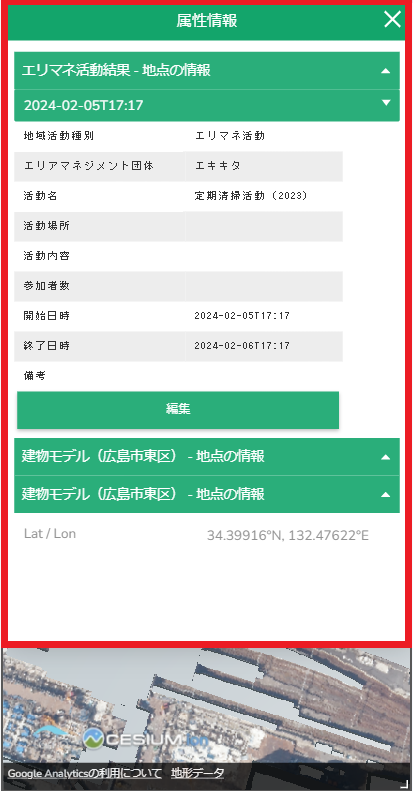 属性情報
エリマネ活動結果 - 地点の情報
2024-02-05T17:17
地域活動種別 エリマネ活動
エリアマネジメント団体 エキキタ
活動名 定期清掃活動（2023）
活動場所
活動内容
参加者数
開始日時 2024-02-05T17:17
終了日時 2024-02-06T17:17
備考
編集
建物モデル（広島市東区） - 地点の情報
建物モデル（広島市東区） - 地点の情報
Lat / Lon 34.39916°N, 132.47622°E
CESIUM
Google Analyticsの利用について 地形データ